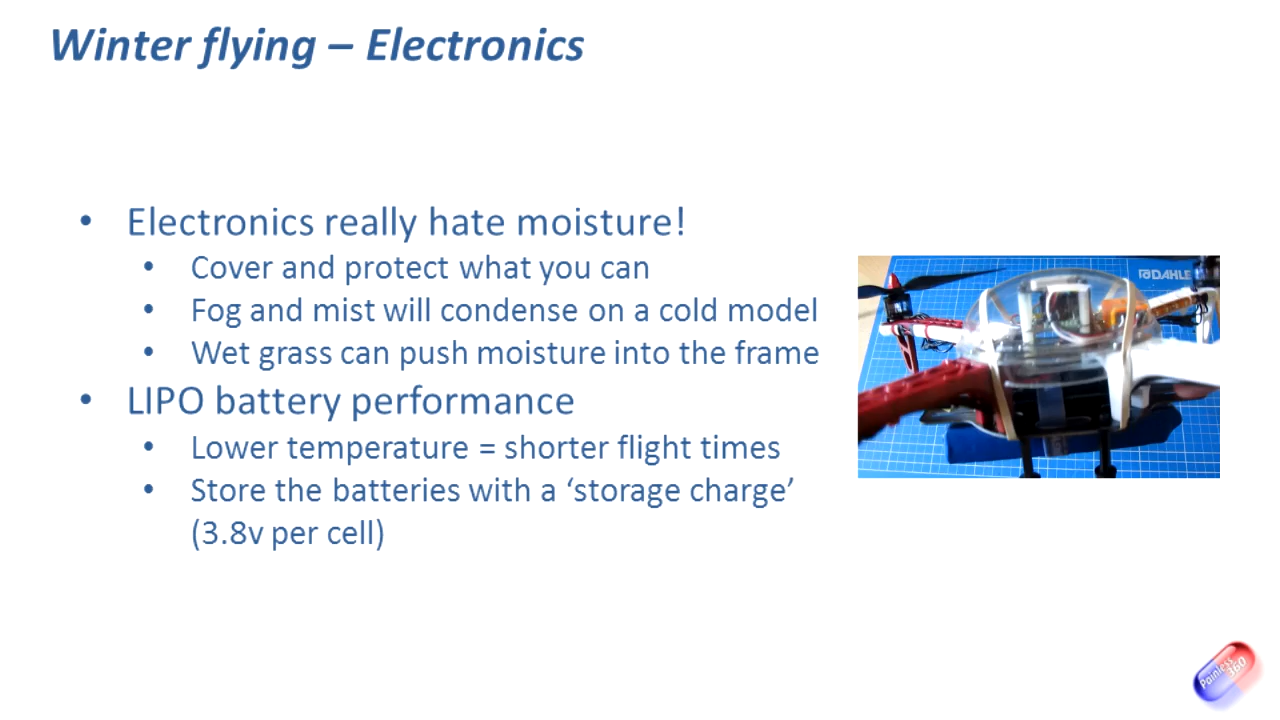 Winter flying – Electronics
• Electronics really hate moisture!
• Cover and protect what you can
• Fog and mist will condense on a cold model
• Wet grass can push moisture into the frame
• LIPO battery performance
• Lower temperature = shorter flight times
• Store the batteries with a ‘storage charge’
(3.8v per cell)
DAHLE
Painless
360